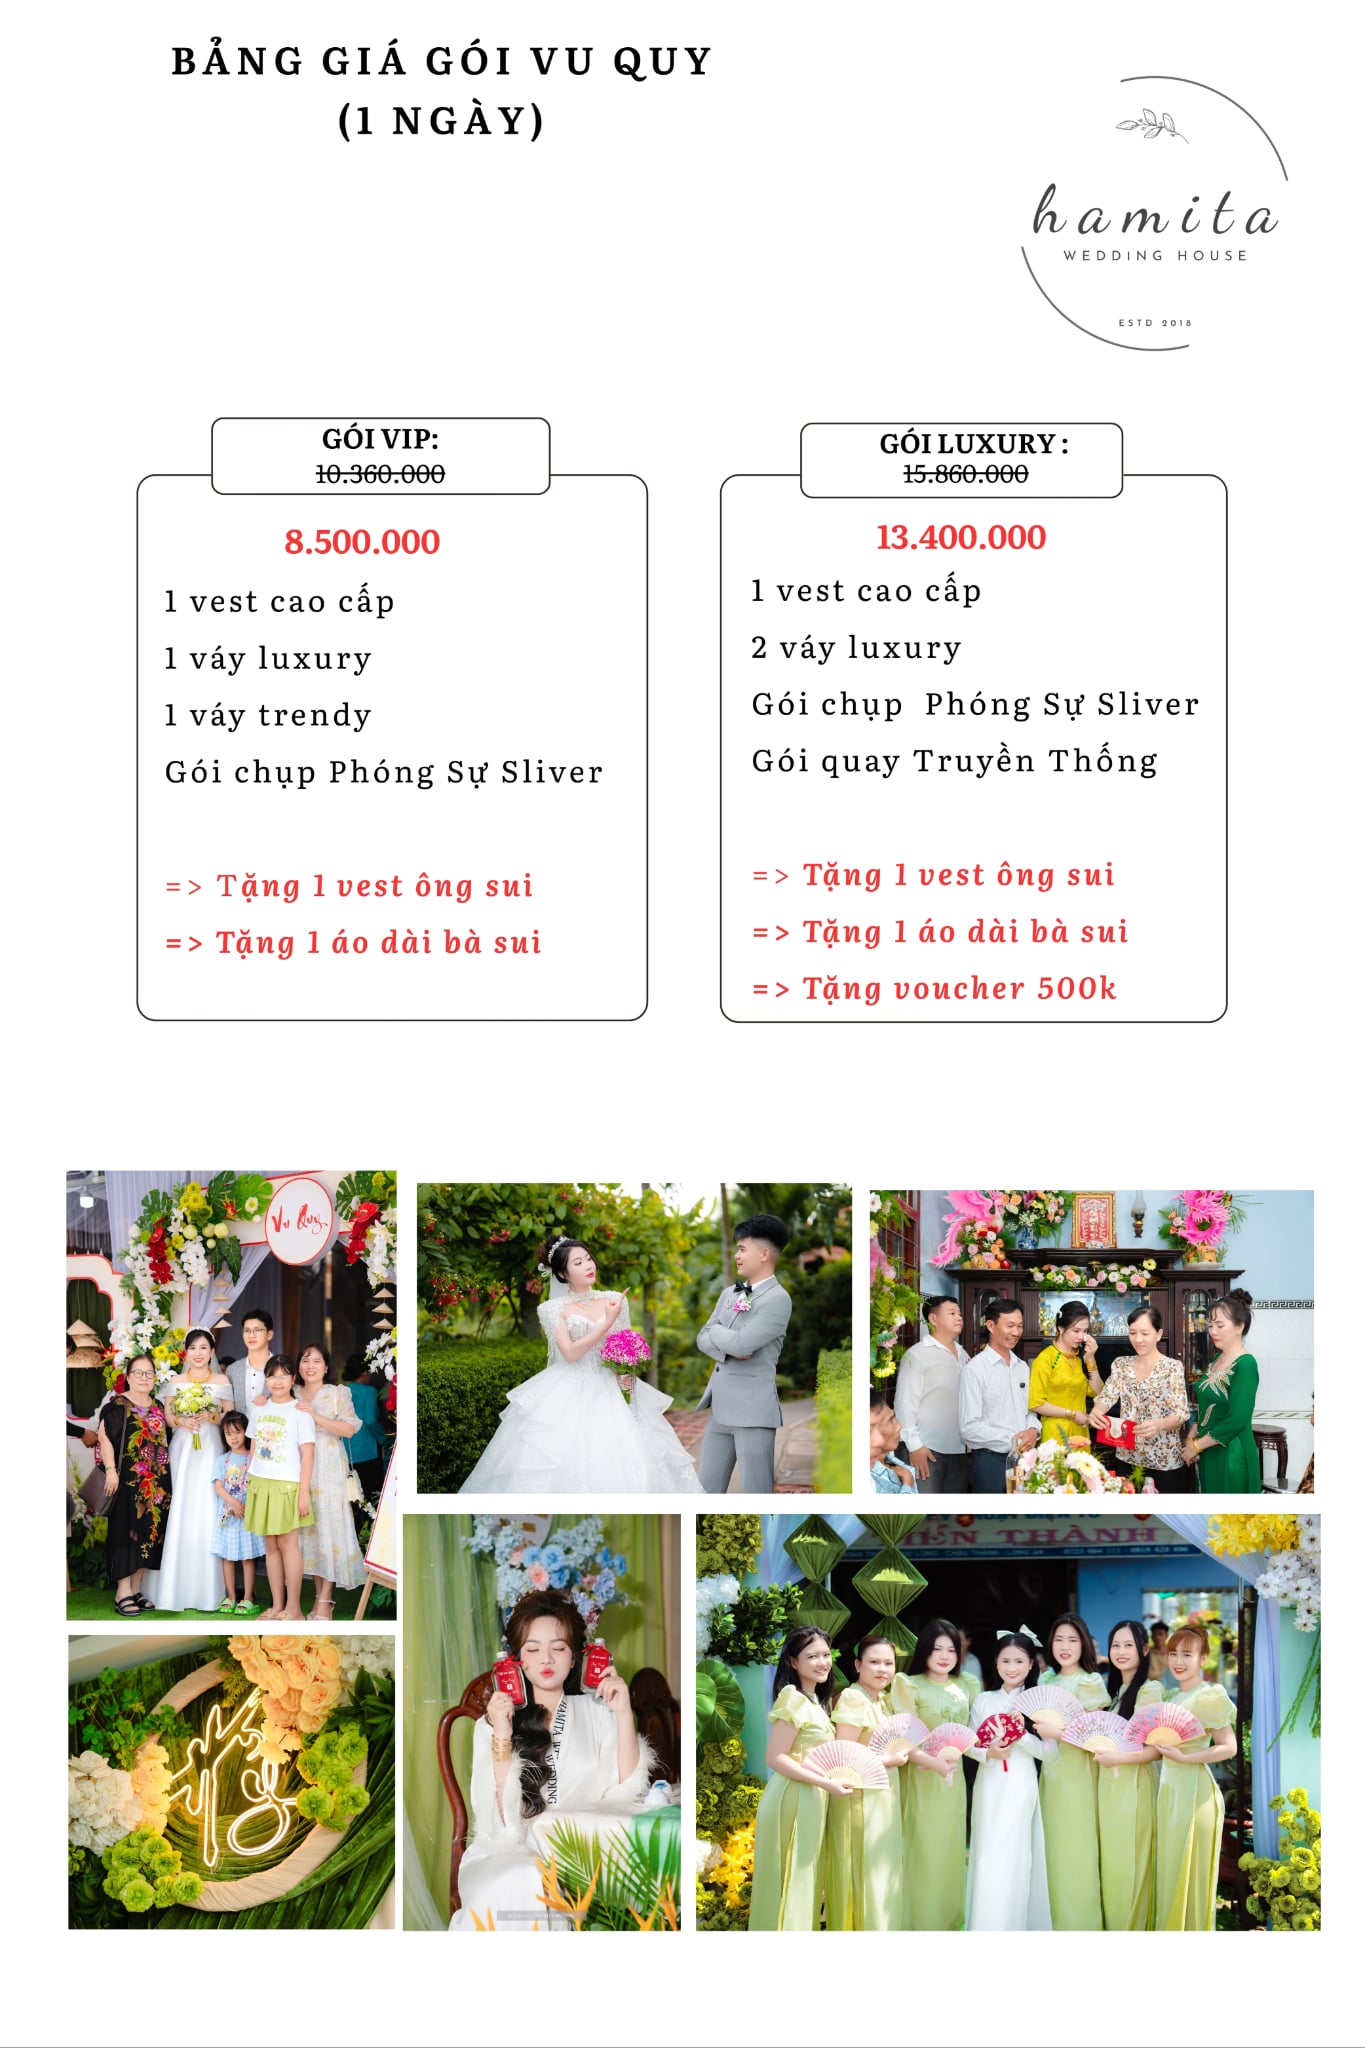 BẢNG GIÁ GÓI VU QUY
(1 NGÀY)
hamita
WEDDING HOUSE
ESTD 2018
GÓI VIP:
10.360.000
8.500.000
1 vest cao cấp
1 váy luxury
1 váy trendy
Gói chụp Phóng Sự Sliver
=> Tặng 1 vest ông sui
=> Tặng 1 áo dài bà sui
GÓI LUXURY :
15.860.000
13.400.000
1 vest cao cấp
2 váy luxury
Gói chụp  Phóng Sự Sliver
Gói quay Truyền Thống
=> Tặng 1 vest ông sui
=> Tặng 1 áo dài bà sui
=> Tặng voucher 500k
Vu Quy
HAMITA
WEDDING
THÀNH